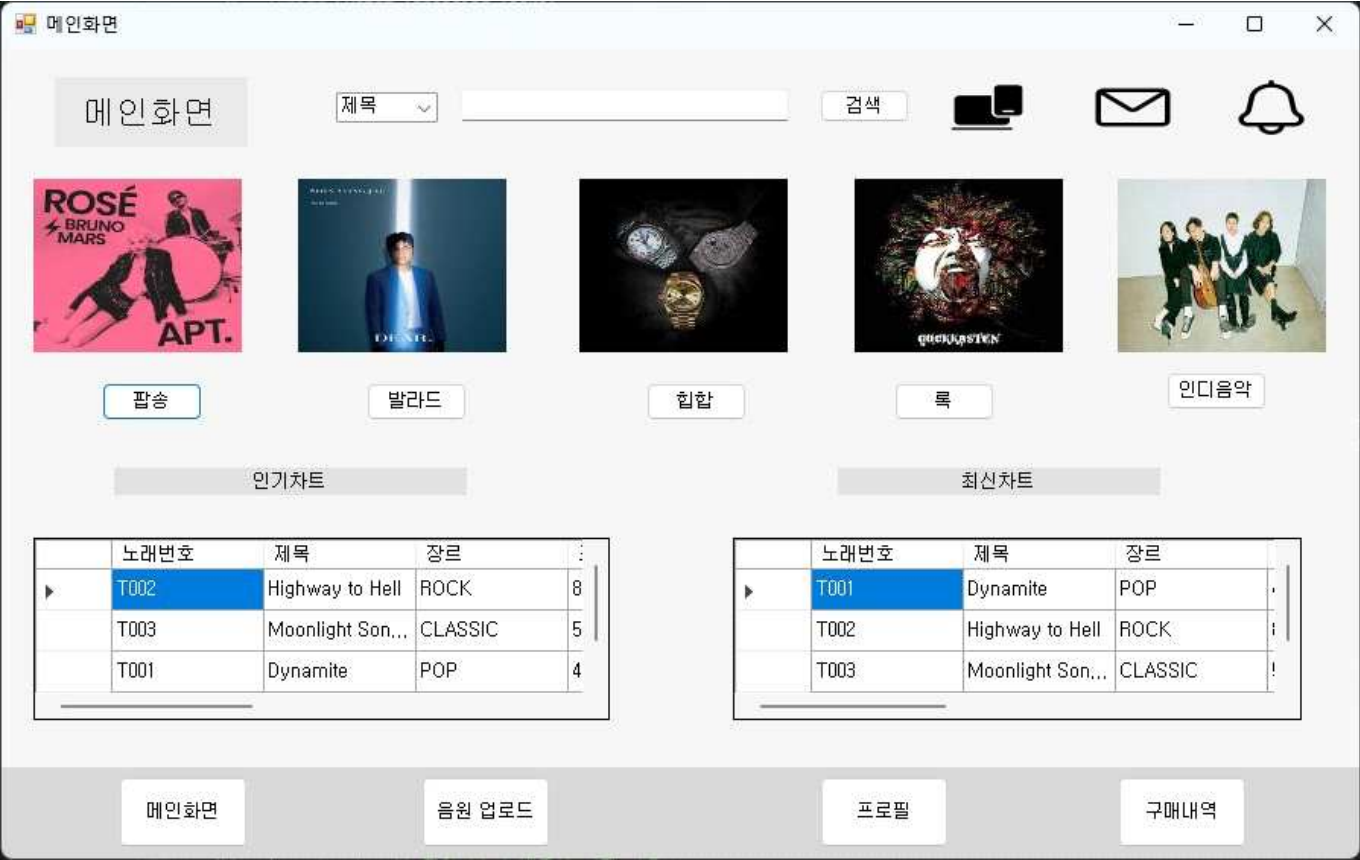 메인화면
메인화면
제목
검색
ROSÉ
BRUNO
MARS
APT.
DEAR.
GUCKKASTEN
팝송
발라드
힙합
록
인디음악
인기차트
최신차트
노래번호 제목 장르
T002 Highway to Hell ROCK 8
T003 Moonlight Son... CLASSIC 5
T001 Dynamite POP 4
노래번호 제목 장르
T001 Dynamite POP
T002 Highway to Hell ROCK
T003 Moonlight Son... CLASSIC
메인화면
음원 업로드
프로필
구매내역